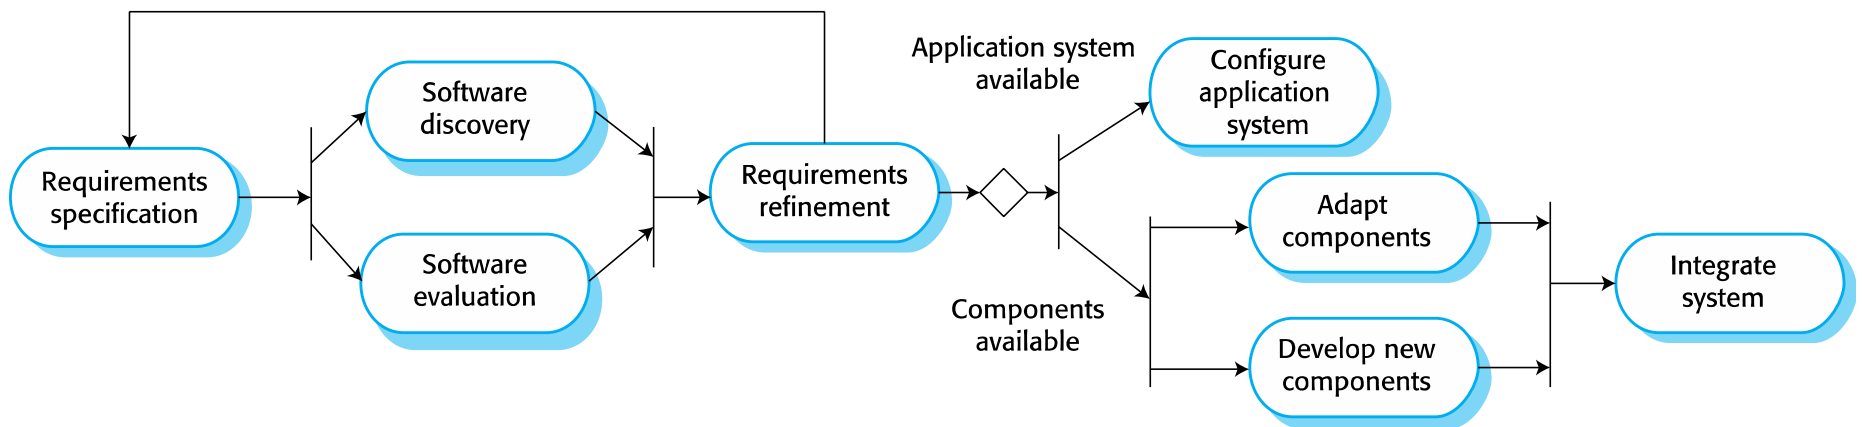 Requirements
specification
Software
discovery
Software
evaluation
Requirements
refinement
Application system
available
Components
available
Configure
application
system
Adapt
components
Develop new
components
Integrate
system